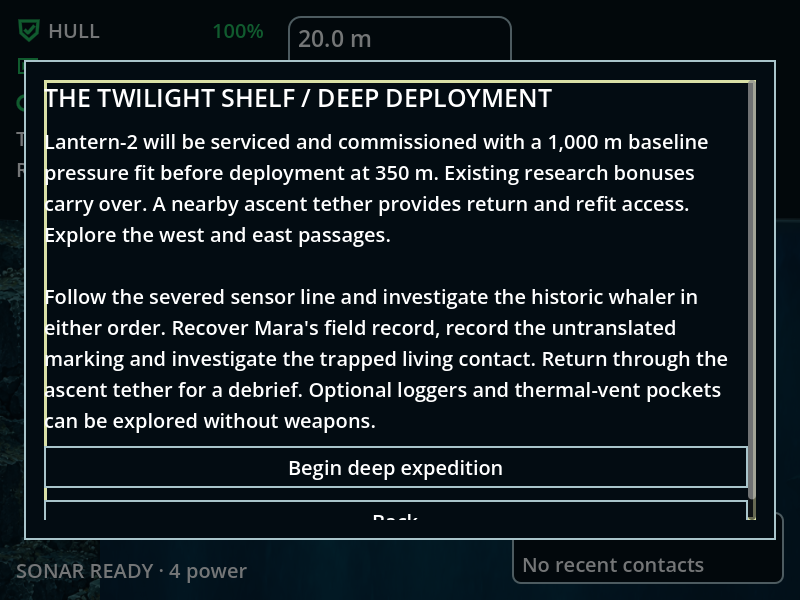 HULL 100%
20.0 m
THE TWILIGHT SHELF / DEEP DEPLOYMENT
Lantern-2 will be serviced and commissioned with a 1,000 m baseline
pressure fit before deployment at 350 m. Existing research bonuses
carry over. A nearby ascent tether provides return and refit access.
Explore the west and east passages.
Follow the severed sensor line and investigate the historic whaler in
either order. Recover Mara's field record, record the untranslated
marking and investigate the trapped living contact. Return through the
ascent tether for a debrief. Optional loggers and thermal-vent pockets
can be explored without weapons.
Begin deep expedition
Back
No recent contacts
SONAR READY · 4 power